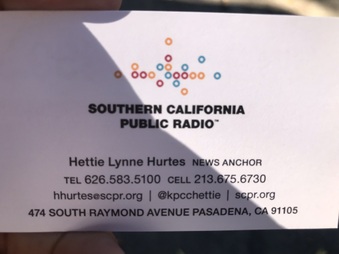 SOUTHERN CALIFORNIA
PUBLIC RADIO™
Hettie Lynne Hurtes NEWS ANCHOR
TEL 626.583.5100 CELL 213.675.6730
hhurtes@scpr.org | @kpcchettie | scpr.org
474 SOUTH RAYMOND AVENUE PASADENA, CA 91105